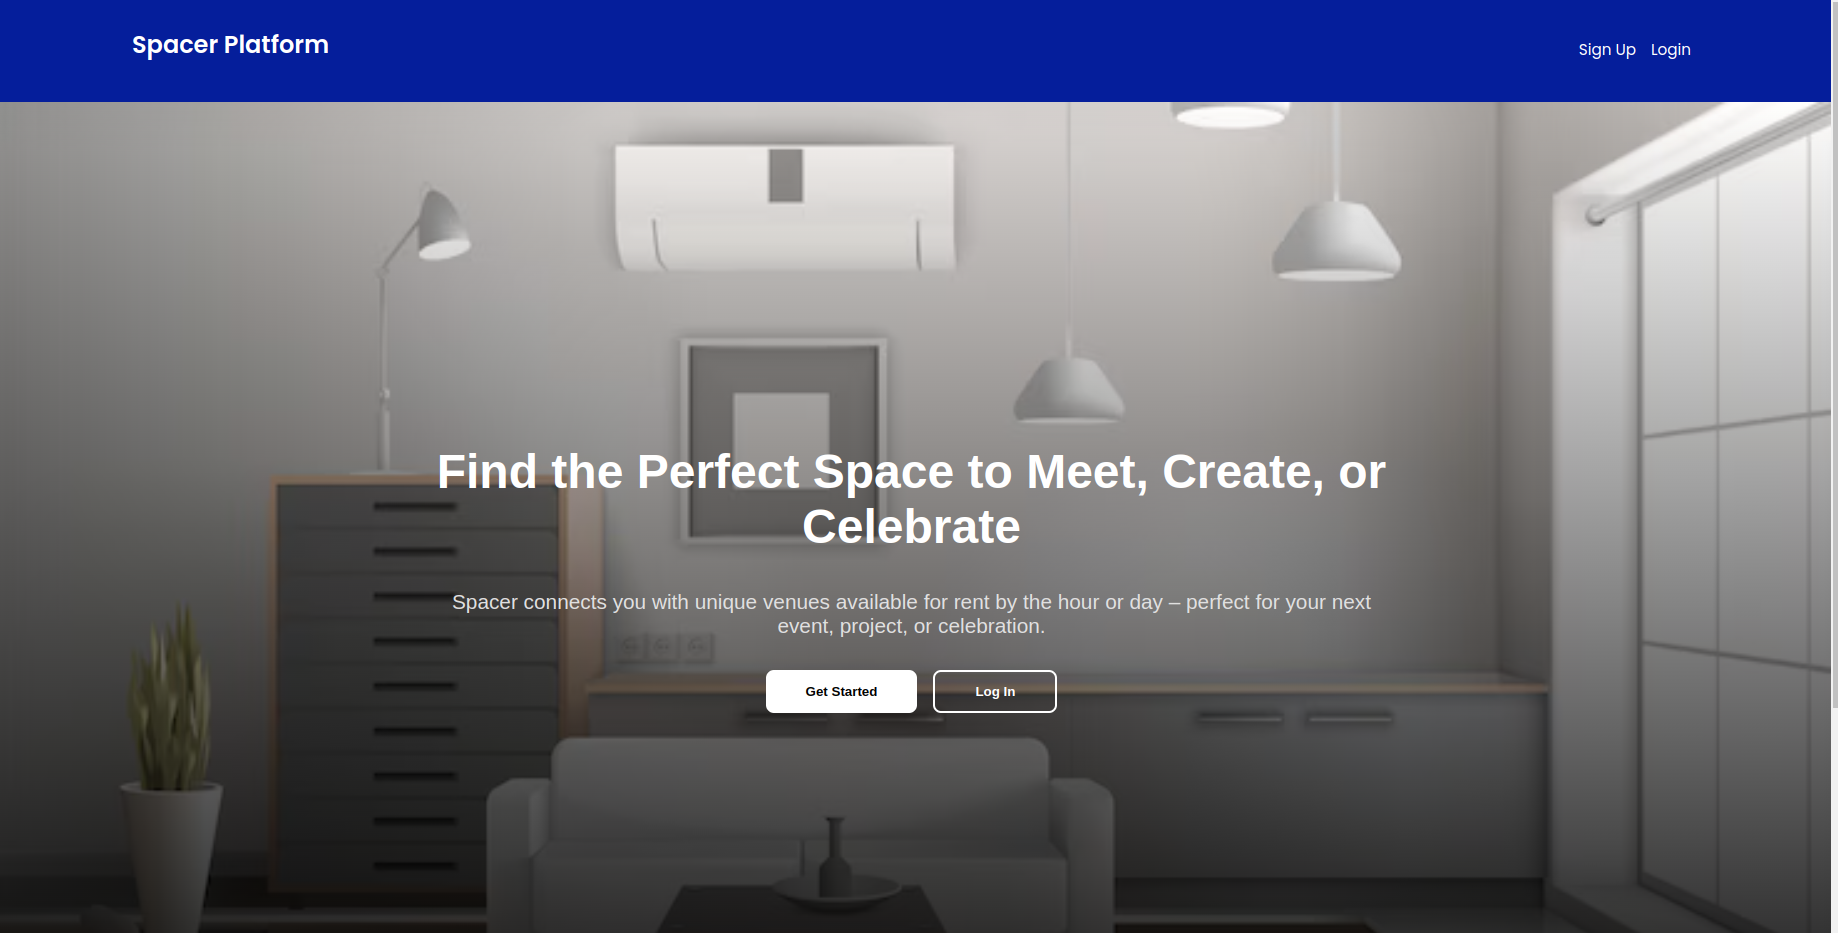 Spacer Platform
Sign Up Login
Find the Perfect Space to Meet, Create, or
Celebrate
Spacer connects you with unique venues available for rent by the hour or day – perfect for your next
event, project, or celebration.
Get Started
Log In